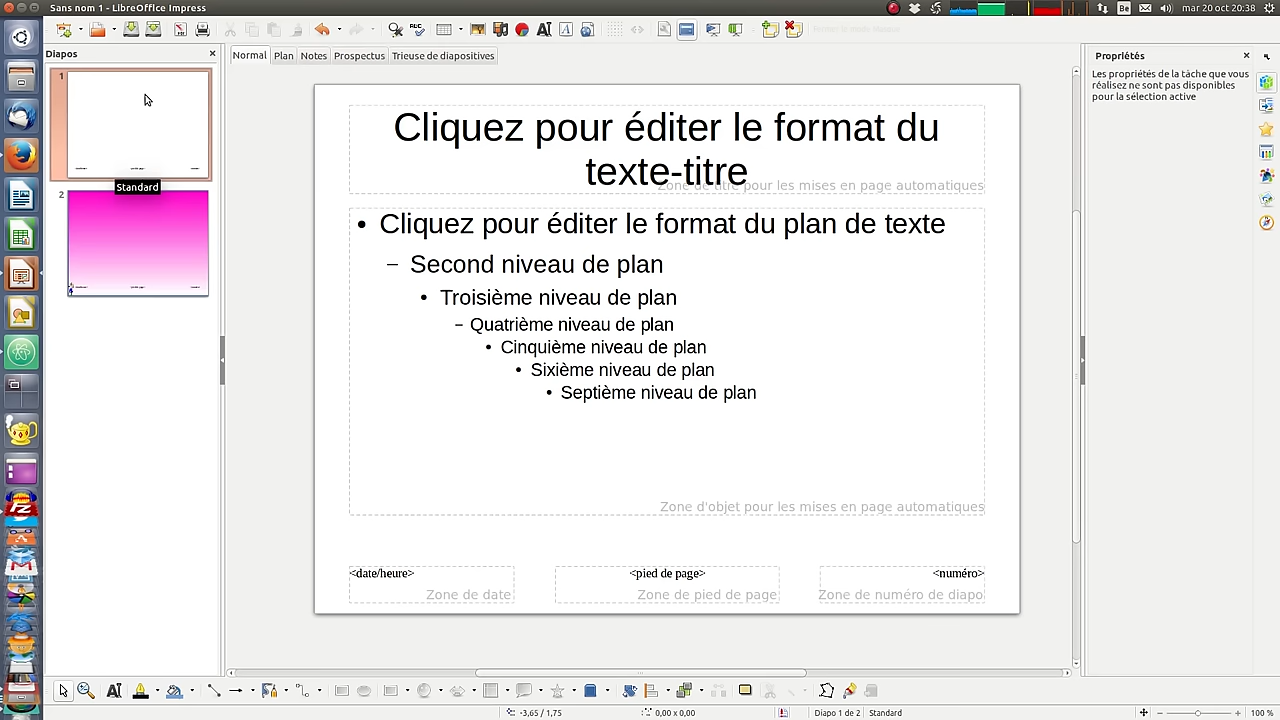 Sans nom 1 - LibreOffice Impress
Be
mar 20 oct 20:38
Diapos
Normal
Plan
Notes
Prospectus
Trieuse de diapositives
Propriétés
Les propriétés de la tâche que vous
réalisez ne sont pas disponibles
pour la sélection active
1
Standard
2
Cliquez pour éditer le format du
texte-titre
Zone de titre pour les mises en page automatiques
• Cliquez pour éditer le format du plan de texte
– Second niveau de plan
• Troisième niveau de plan
– Quatrième niveau de plan
• Cinquième niveau de plan
• Sixième niveau de plan
• Septième niveau de plan
Zone d'objet pour les mises en page automatiques
<date/heure>
Zone de date
<pied de page>
Zone de pied de page
<numéro>
Zone de numéro de diapo
-3,65 / 1,75
0,00 x 0,00
Diapo 1 de 2
Standard
100 %